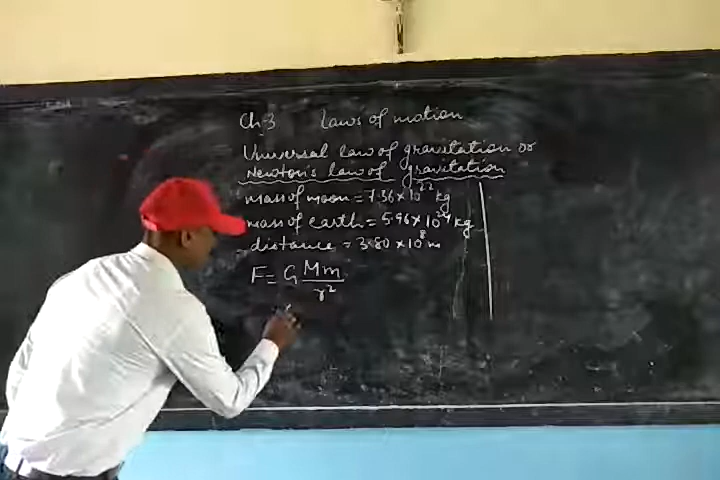 Ch-3 Laws of motion
Universal law of gravitation or
Newton's law of gravitation
mass of moon = 7.36 × 10²² kg
mass of earth = 5.96 × 10²⁴ kg
distance = 3.80 × 10⁸ m
F = G Mm/r²